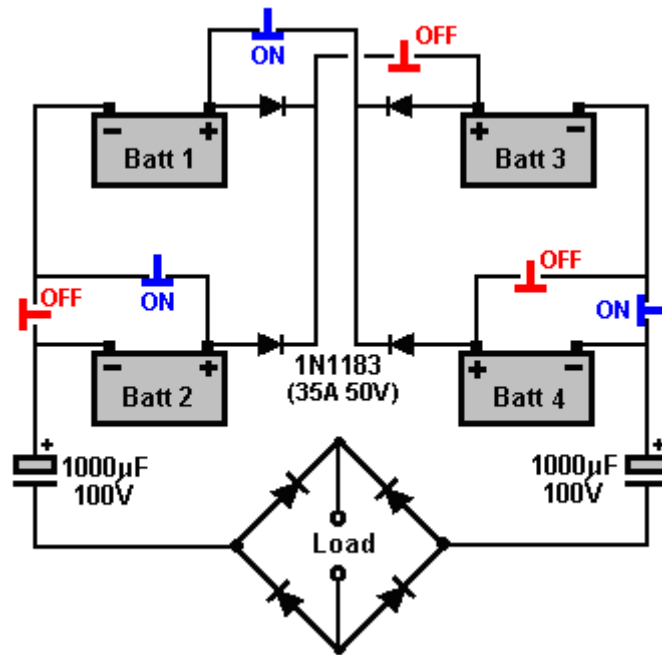 ON
OFF
- +
Batt 1
+ -
Batt 3
OFF
ON
OFF
ON
- +
Batt 2
1N1183
(35A 50V)
+ -
Batt 4
+
1000µF
100V
+
1000µF
100V
Load